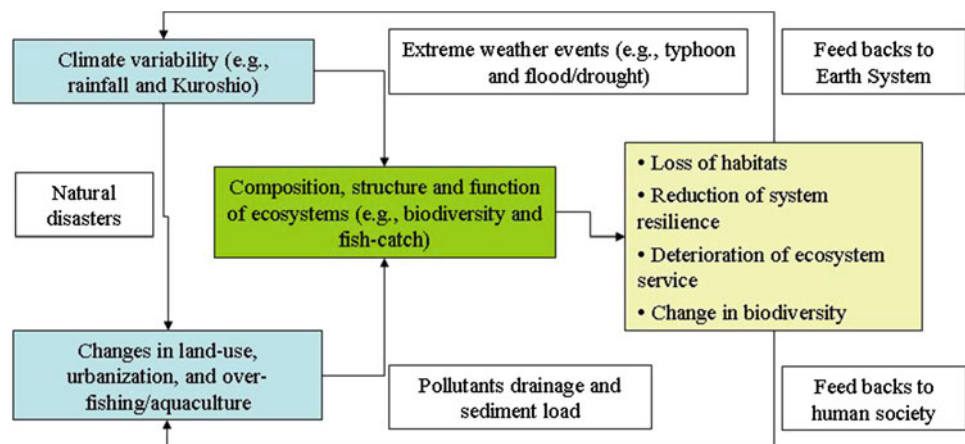 Climate variability (e.g.,
rainfall and Kuroshio)
Extreme weather events (e.g., typhoon
and flood/drought)
Feed backs to
Earth System
Natural
disasters
Composition, structure and function
of ecosystems (e.g., biodiversity and
fish-catch)
• Loss of habitats
• Reduction of system
resilience
• Deterioration of ecosystem
service
• Change in biodiversity
Changes in land-use,
urbanization, and over-
fishing/aquaculture
Pollutants drainage and
sediment load
Feed backs to
human society